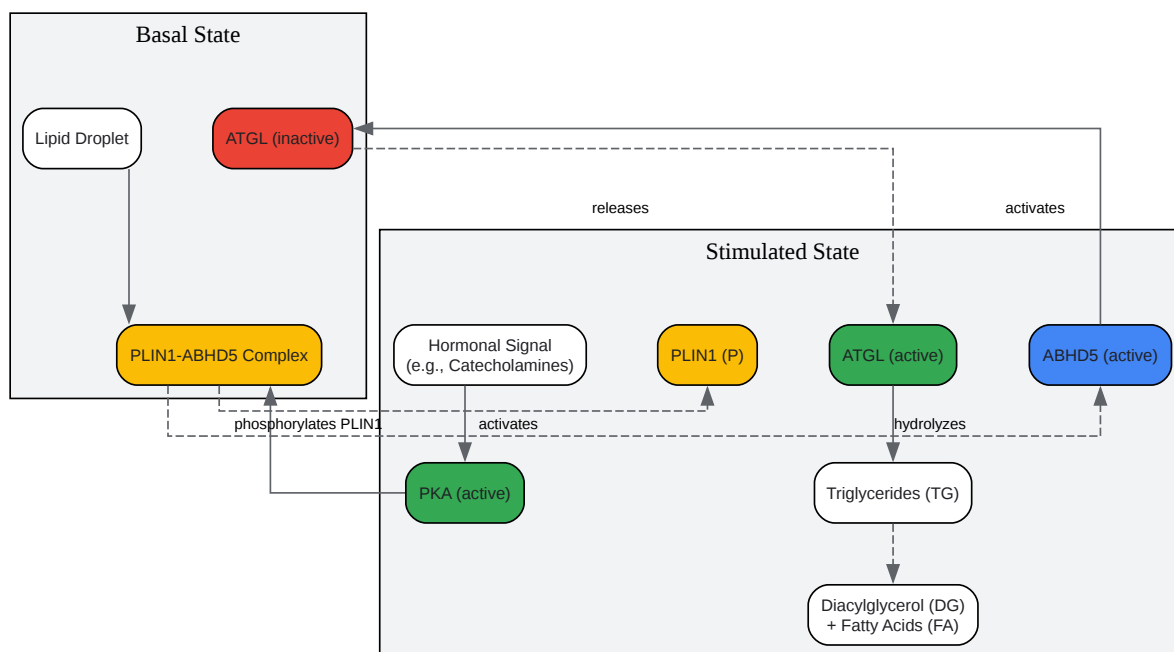 Basal State
Lipid Droplet
ATGL (inactive)
releases
activates
Stimulated State
PLIN1-ABHD5 Complex
Hormonal Signal
(e.g., Catecholamines)
PLIN1 (P)
ATGL (active)
ABHD5 (active)
phosphorylates PLIN1
activates
hydrolyzes
PKA (active)
Triglycerides (TG)
Diacylglycerol (DG)
+ Fatty Acids (FA)